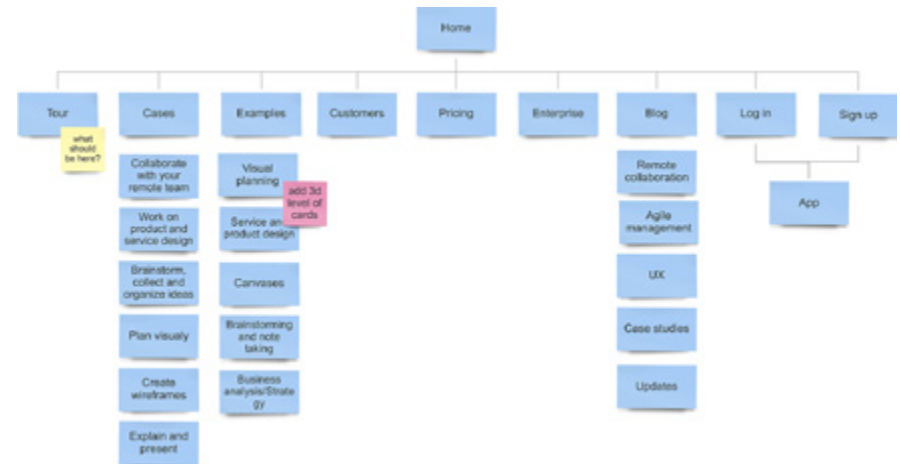 Home
Tour
Cases
Examples
Customers
Pricing
Enterprise
Blog
Log in
Sign up
what
should
be here?
Collaborate
with your
remote team
Visual
planning
add 3d
level of
cards
Remote
collaboration
App
Work on
product and
service design
Service and
product design
Agile
management
Brainstorm,
collect and
organize ideas
Canvases
UX
Plan visualy
Brainstorming
and note
taking
Case studies
Create
wireframes
Business
analysis/Strate
gy
Updates
Explain and
present